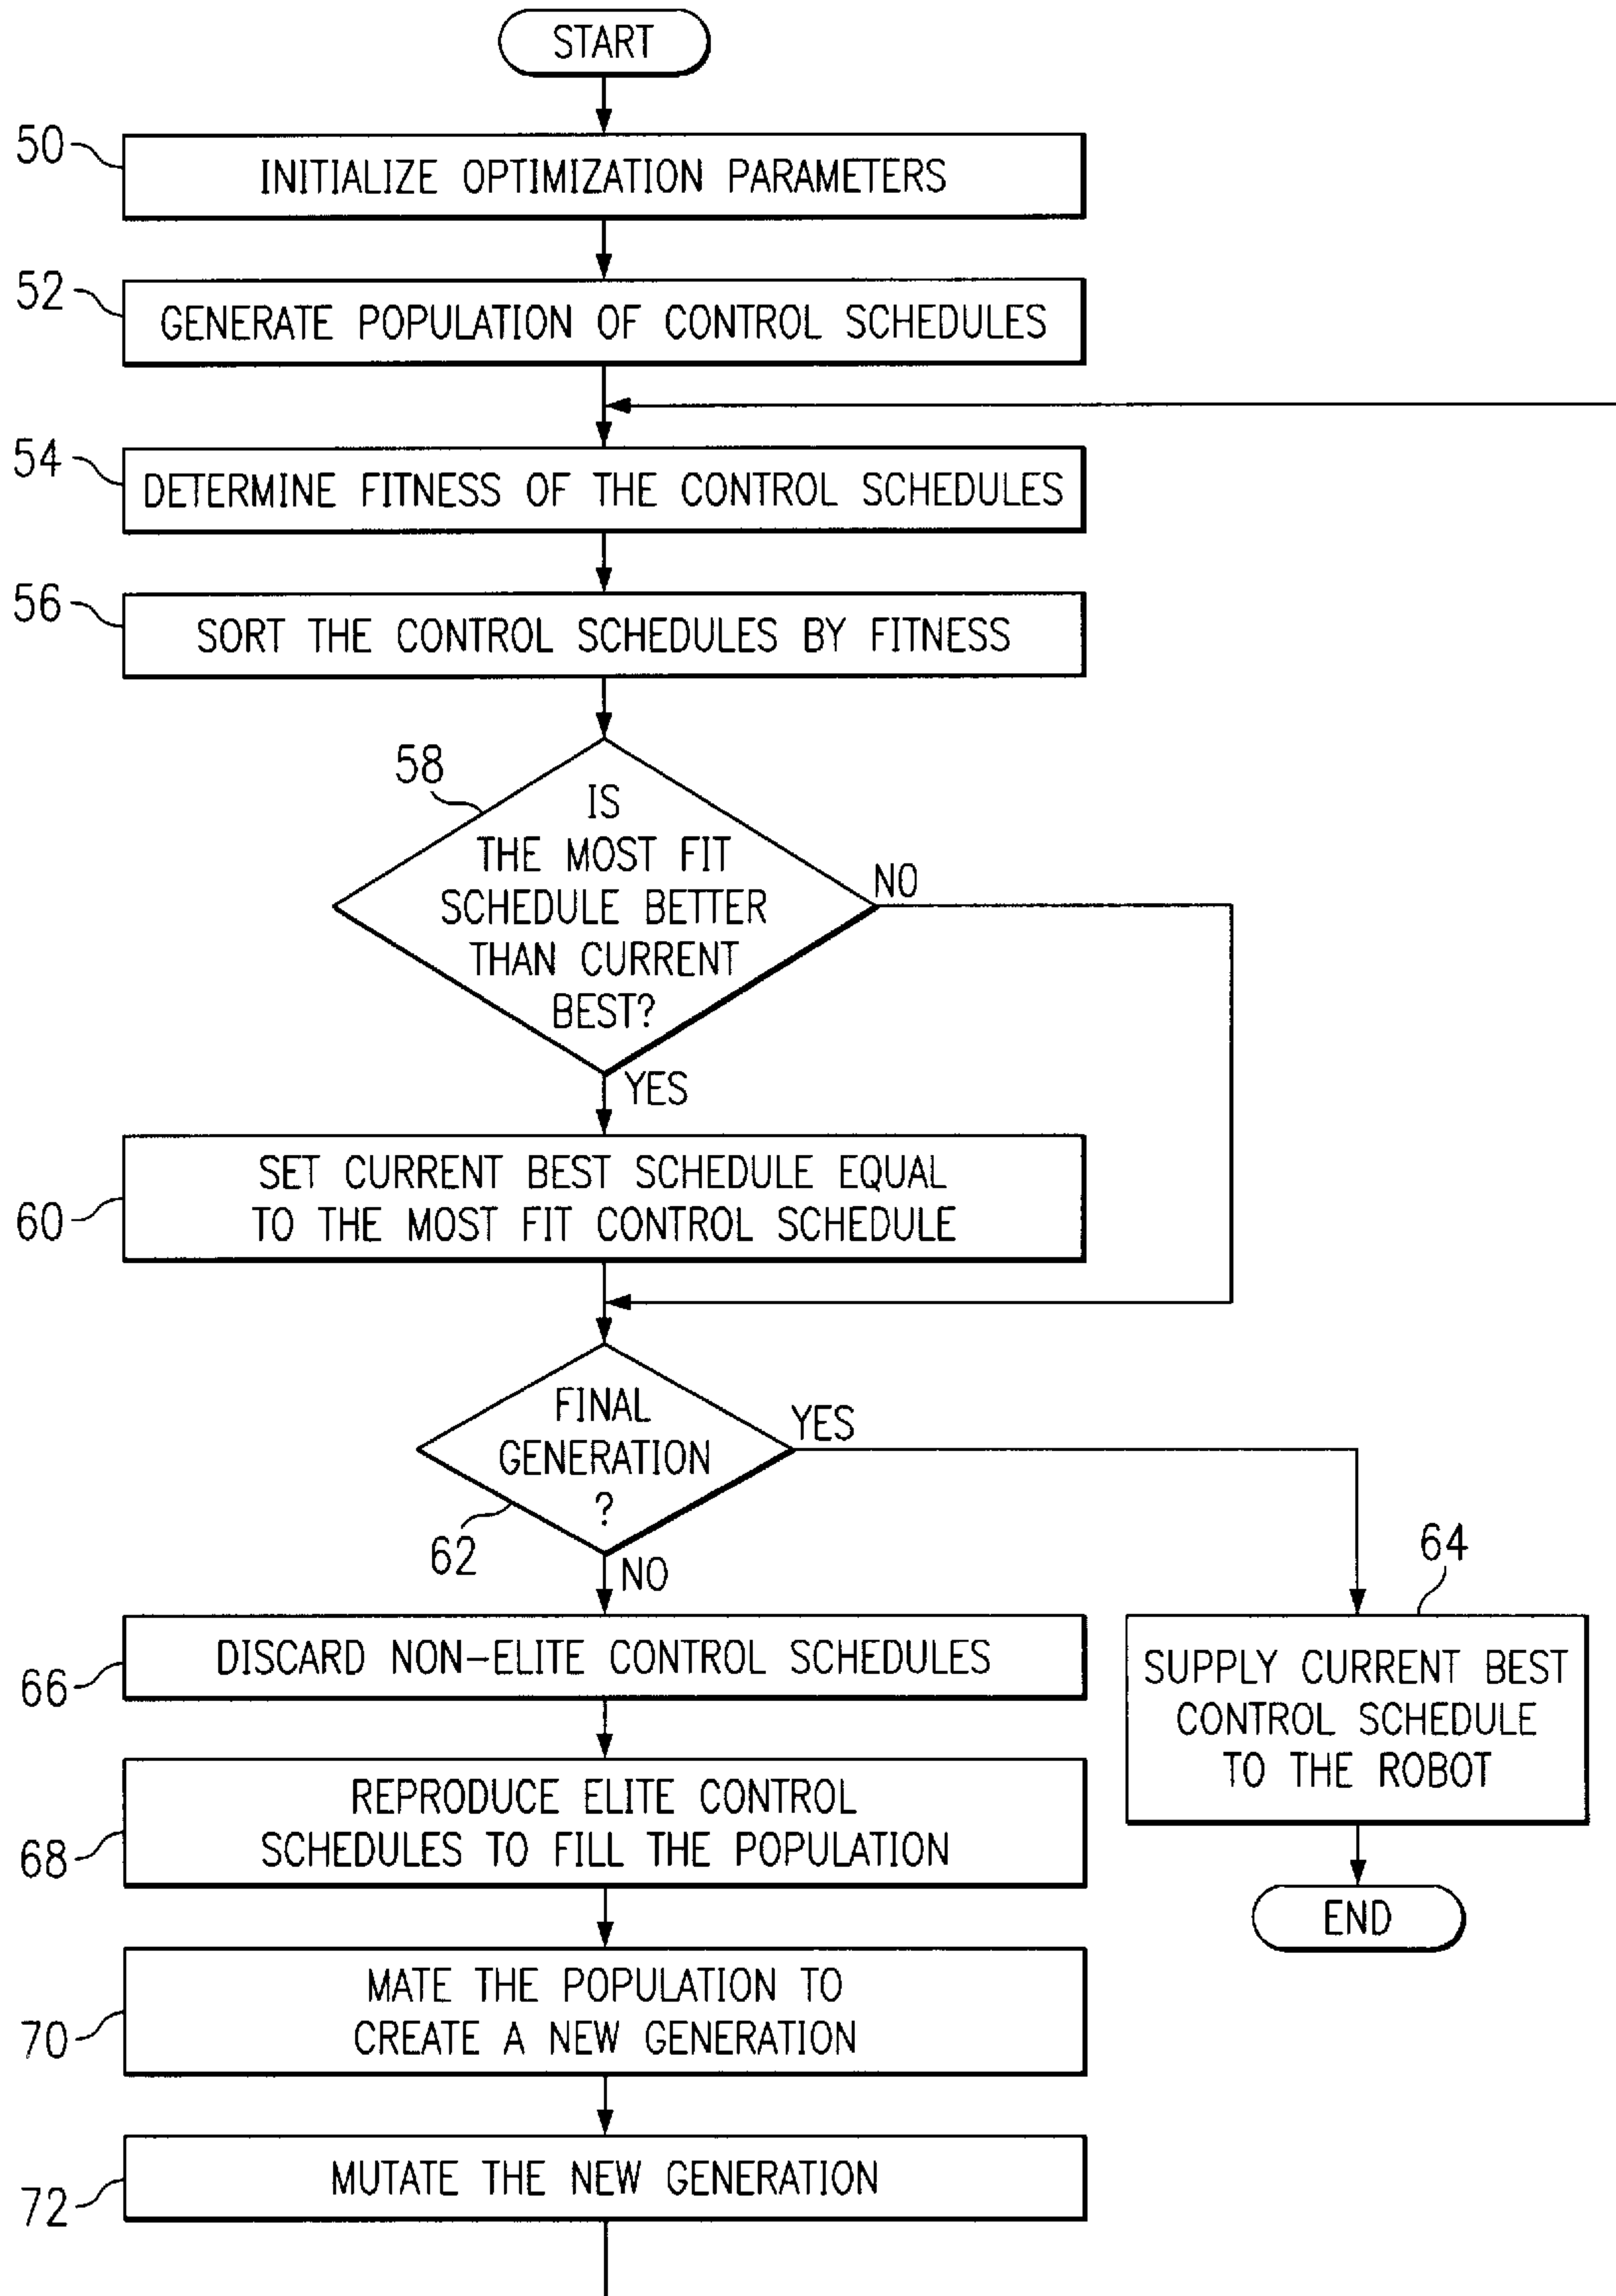 START
50
INITIALIZE OPTIMIZATION PARAMETERS
52
GENERATE POPULATION OF CONTROL SCHEDULES
54
DETERMINE FITNESS OF THE CONTROL SCHEDULES
56
SORT THE CONTROL SCHEDULES BY FITNESS
58
IS
THE MOST FIT
SCHEDULE BETTER
THAN CURRENT
BEST?
NO
YES
60
SET CURRENT BEST SCHEDULE EQUAL
TO THE MOST FIT CONTROL SCHEDULE
FINAL
GENERATION
?
YES
62
NO
64
SUPPLY CURRENT BEST
CONTROL SCHEDULE
TO THE ROBOT
END
66
DISCARD NON-ELITE CONTROL SCHEDULES
68
REPRODUCE ELITE CONTROL
SCHEDULES TO FILL THE POPULATION
70
MATE THE POPULATION TO
CREATE A NEW GENERATION
72
MUTATE THE NEW GENERATION